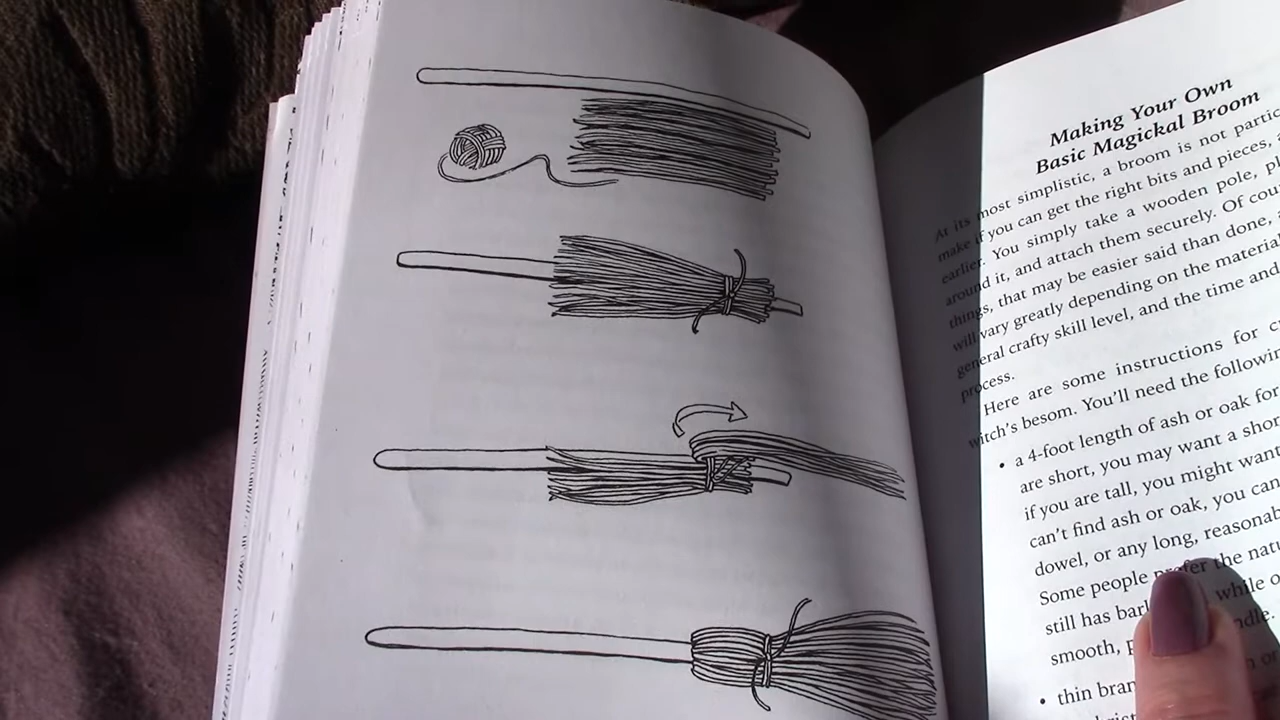 Making Your Own
Basic Magickal Broom
At its most simplistic, a broom is not partic
make if you can get the right bits and pieces, a
earlier. You simply take a wooden pole, pl
around it, and attach them securely. Of cou
things, that may be easier said than done,
will vary greatly depending on the material
general crafty skill level, and the time and
process.
Here are some instructions for c
witch's besom. You'll need the followin
• a 4-foot length of ash or oak for
are short, you may want a shor
if you are tall, you might want
can't find ash or oak, you can
dowel, or any long, reasonab
Some people prefer the natu
still has bar while o
smooth, ndle.
• thin bran